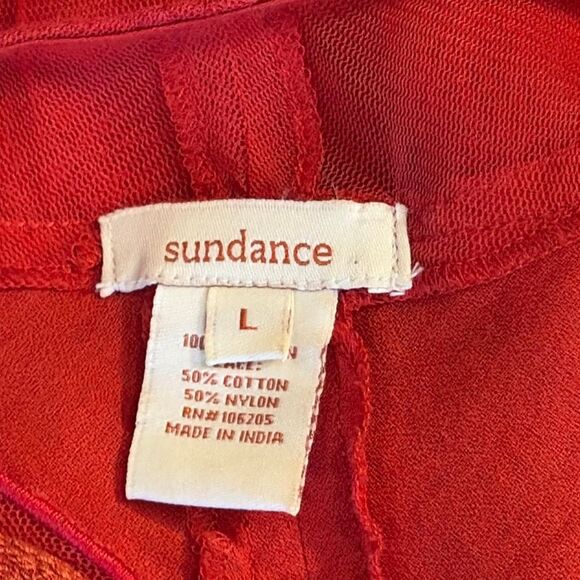 sundance
L
50% COTTON
50% NYLON
RN#106205
MADE IN INDIA